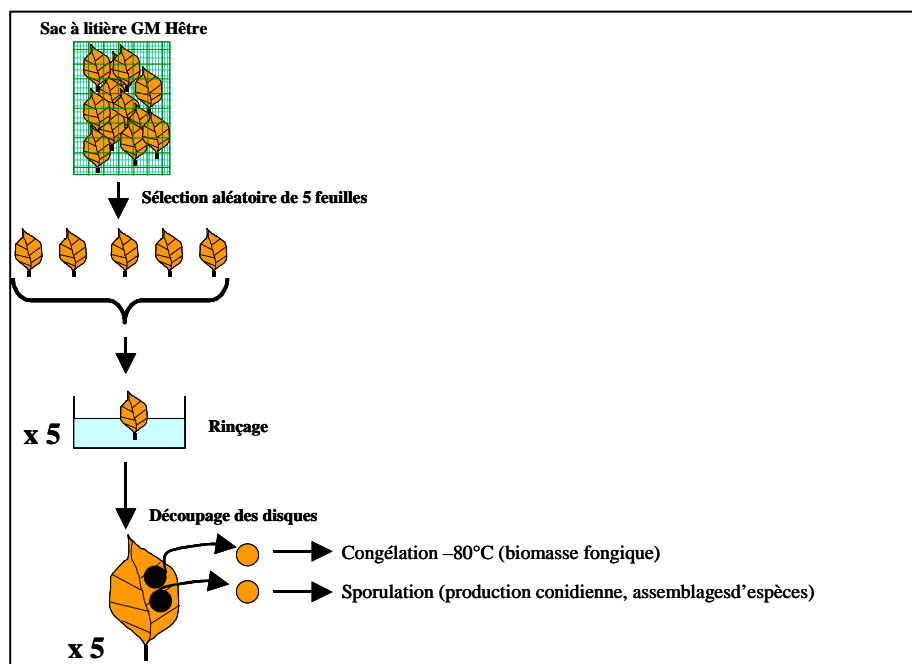 Sac à litière GM Hêtre
Sélection aléatoire de 5 feuilles
x 5
Rinçage
Découpage des disques
Congélation –80°C (biomasse fongique)
Sporulation (production conidienne, assemblagesd'espèces)
x 5